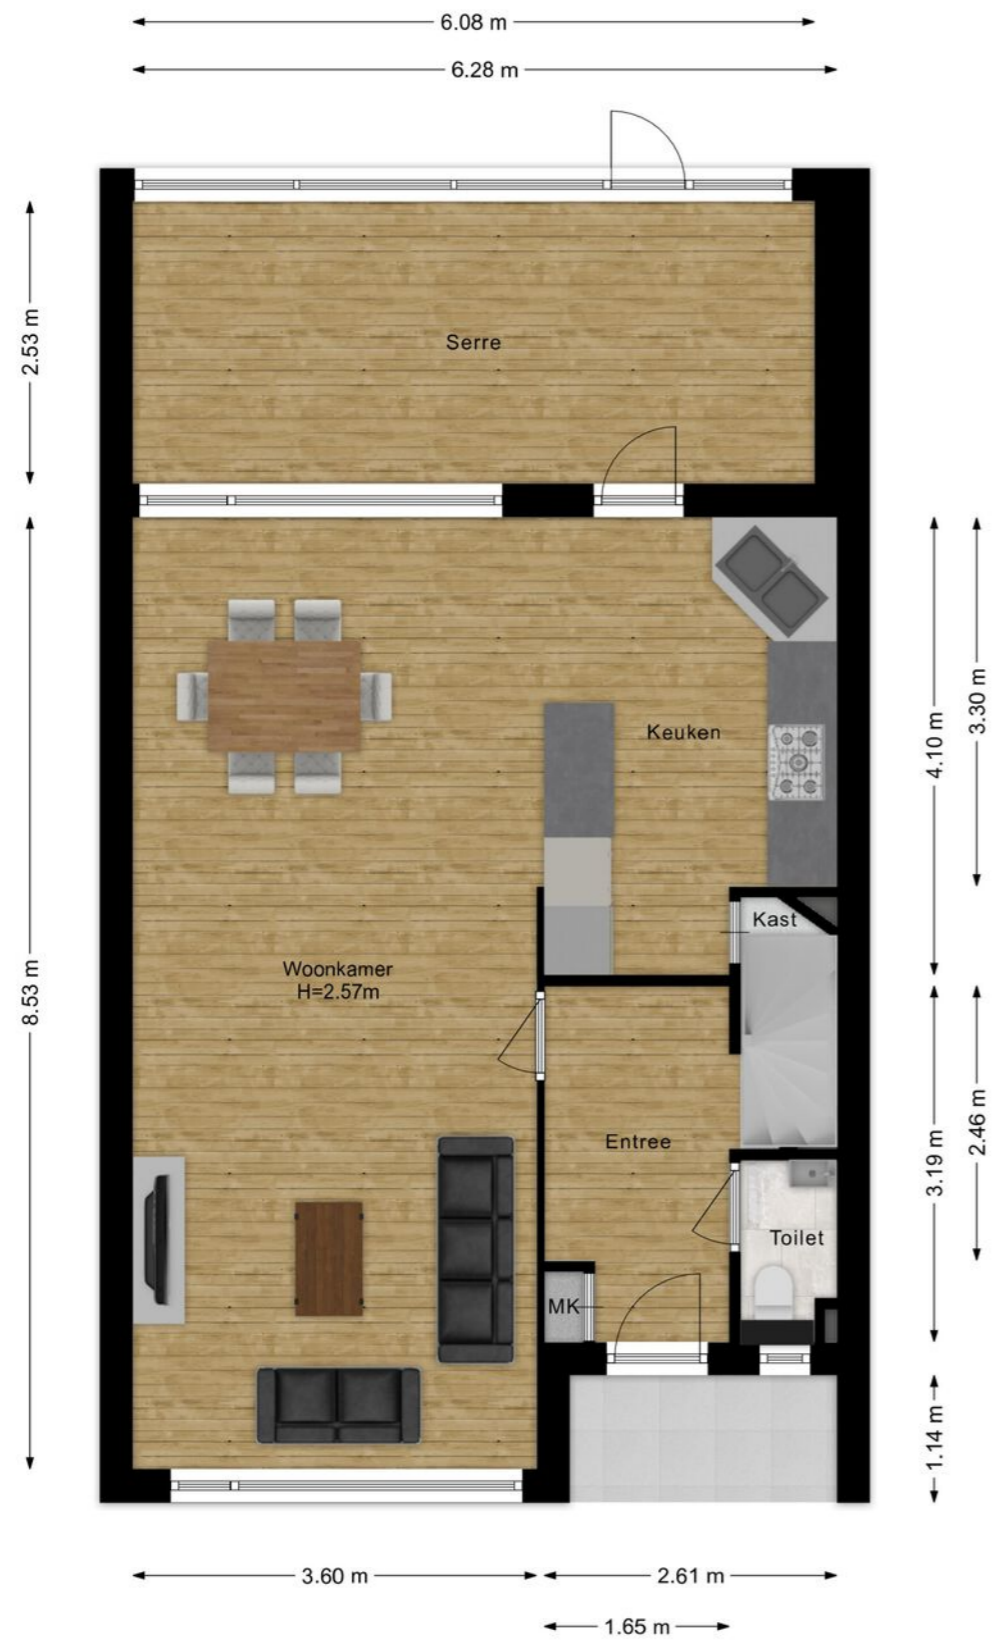 6.08 m
6.28 m
2.53 m
Serre
Keuken
4.10 m
3.30 m
Kast
Woonkamer
H=2.57m
8.53 m
Entree
3.19 m
2.46 m
Toilet
MK
1.14 m
3.60 m
2.61 m
1.65 m